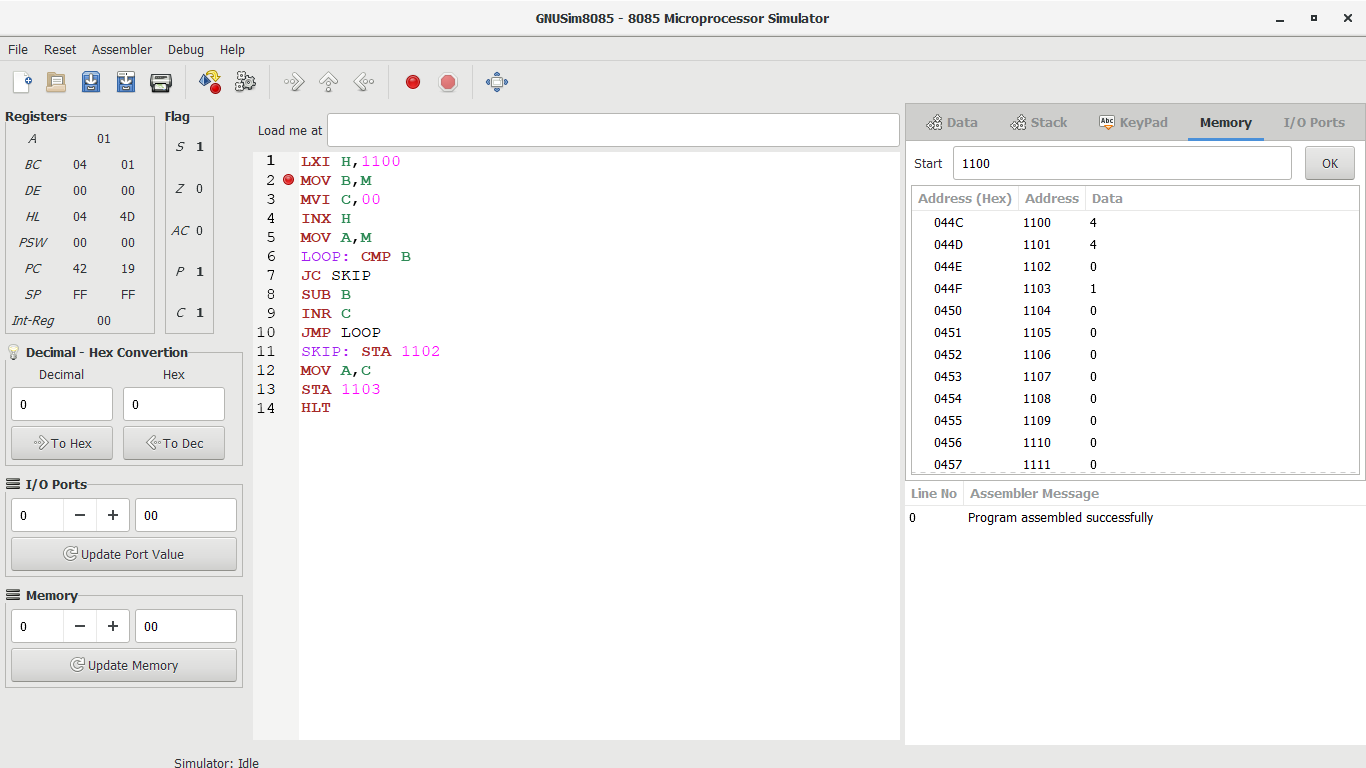 GNUSim8085 - 8085 Microprocessor Simulator
File Reset Assembler Debug Help
Registers
A 01
BC 04 01
DE 00 00
HL 04 4D
PSW 00 00
PC 42 19
SP FF FF
Int-Reg 00
Flag
S 1
Z 0
AC 0
P 1
C 1
Decimal - Hex Convertion
Decimal Hex
0 0
To Hex To Dec
I/O Ports
0 − + 00
Update Port Value
Memory
0 − + 00
Update Memory
Load me at
1 LXI H,1100
2 MOV B,M
3 MVI C,00
4 INX H
5 MOV A,M
6 LOOP: CMP B
7 JC SKIP
8 SUB B
9 INR C
10 JMP LOOP
11 SKIP: STA 1102
12 MOV A,C
13 STA 1103
14 HLT
Data Stack Abc KeyPad Memory I/O Ports
Start 1100 OK
Address (Hex) Address Data
044C 1100 4
044D 1101 4
044E 1102 0
044F 1103 1
0450 1104 0
0451 1105 0
0452 1106 0
0453 1107 0
0454 1108 0
0455 1109 0
0456 1110 0
0457 1111 0
Line No Assembler Message
0 Program assembled successfully
Simulator: Idle